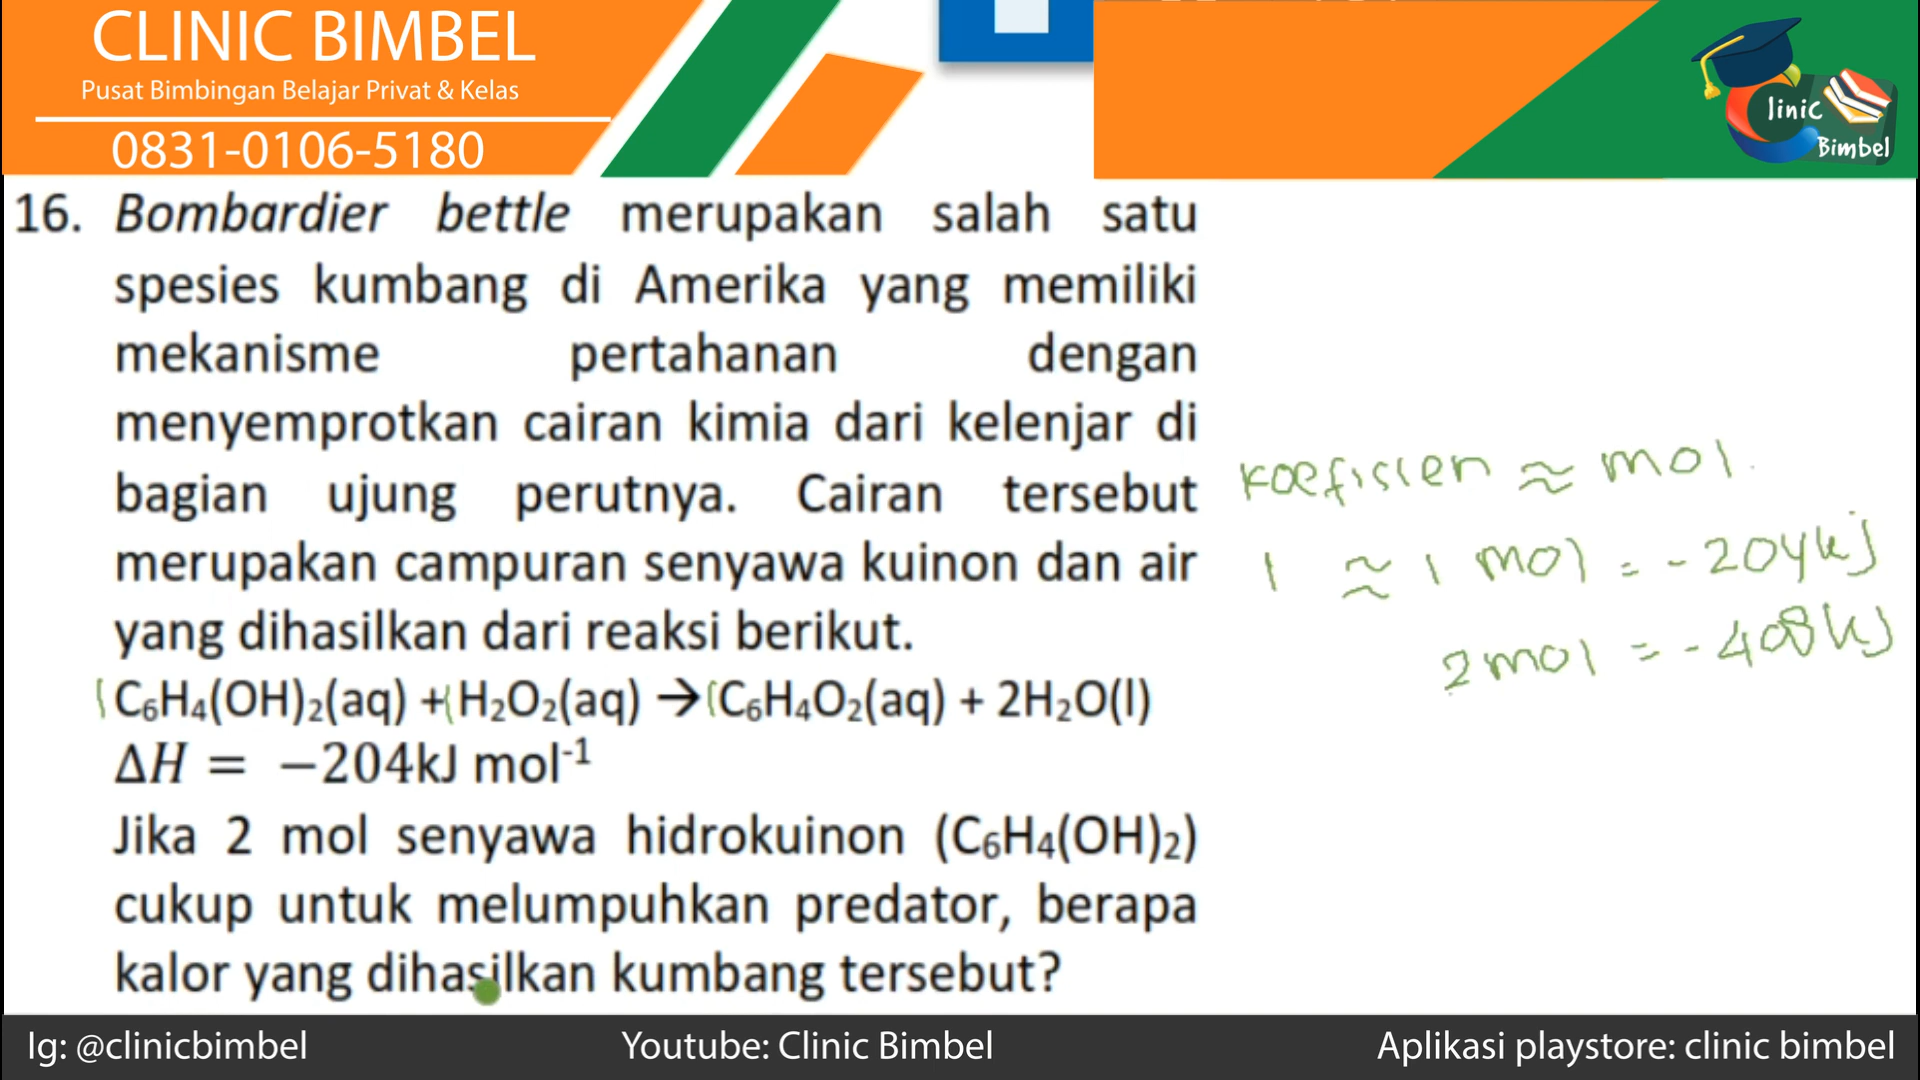 CLINIC BIMBEL
Pusat Bimbingan Belajar Privat & Kelas
0831-0106-5180
linic
Bimbel
16. Bombardier bettle merupakan salah satu
spesies kumbang di Amerika yang memiliki
mekanisme pertahanan dengan
menyemprotkan cairan kimia dari kelenjar di
bagian ujung perutnya. Cairan tersebut
merupakan campuran senyawa kuinon dan air
yang dihasilkan dari reaksi berikut.
1 C₆H₄(OH)₂(aq) + 1 H₂O₂(aq) → 1 C₆H₄O₂(aq) + 2H₂O(l)
ΔH = −204kJ mol⁻¹
Jika 2 mol senyawa hidrokuinon (C₆H₄(OH)₂)
cukup untuk melumpuhkan predator, berapa
kalor yang dihasilkan kumbang tersebut?
koefisien ≈ mol.
1 ≈ 1 mol = -204kj
2 mol = -408kj
Ig: @clinicbimbel
Youtube: Clinic Bimbel
Aplikasi playstore: clinic bimbel